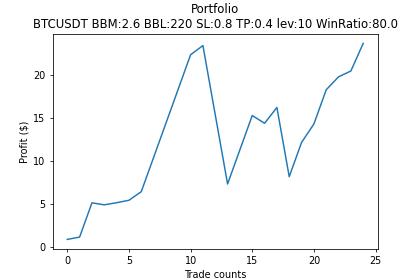 Portfolio
BTCUSDT BBM:2.6 BBL:220 SL:0.8 TP:0.4 lev:10 WinRatio:80.0
20
15
10
5
0
Profit ($)
0 5 10 15 20 25
Trade counts